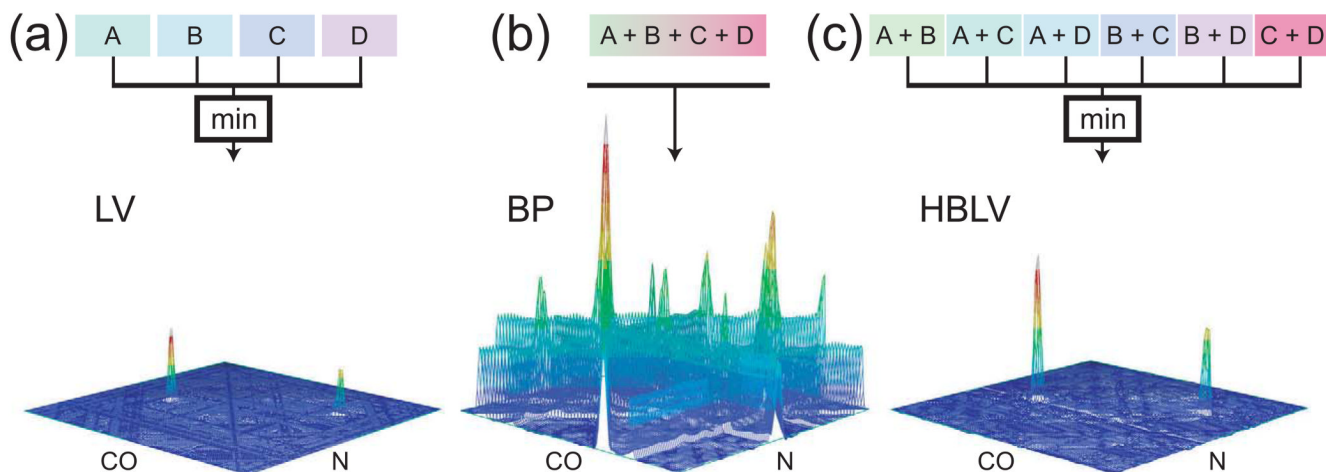 (a) A B C D
min
LV
CO N
(b) A + B + C + D
BP
CO N
(c) A + B A + C A + D B + C B + D C + D
min
HBLV
CO N